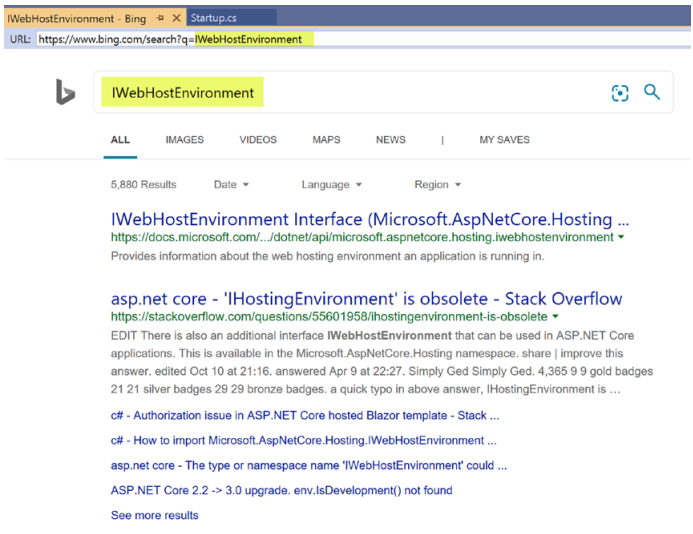 IWebHostEnvironment - Bing
Startup.cs
URL: https://www.bing.com/search?q=IWebHostEnvironment
IWebHostEnvironment
ALL IMAGES VIDEOS MAPS NEWS | MY SAVES
5,880 Results Date Language Region
IWebHostEnvironment Interface (Microsoft.AspNetCore.Hosting ...
https://docs.microsoft.com/.../dotnet/api/microsoft.aspnetcore.hosting.iwebhostenvironment
Provides information about the web hosting environment an application is running in.
asp.net core - 'IHostingEnvironment' is obsolete - Stack Overflow
https://stackoverflow.com/questions/55601958/ihostingenvironment-is-obsolete
EDIT There is also an additional interface IWebHostEnvironment that can be used in ASP.NET Core
applications. This is available in the Microsoft.AspNetCore.Hosting namespace. share | improve this
answer. edited Oct 10 at 21:16. answered Apr 9 at 22:27. Simply Ged Simply Ged. 4,365 9 9 gold badges
21 21 silver badges 29 29 bronze badges. a quick typo in above answer, IHostingEnvironment is ...
c# - Authorization issue in ASP.NET Core hosted Blazor template - Stack ...
c# - How to import Microsoft.AspNetCore.Hosting.IWebHostEnvironment ...
asp.net core - The type or namespace name 'IWebHostEnvironment' could ...
ASP.NET Core 2.2 -> 3.0 upgrade. env.IsDevelopment() not found
See more results